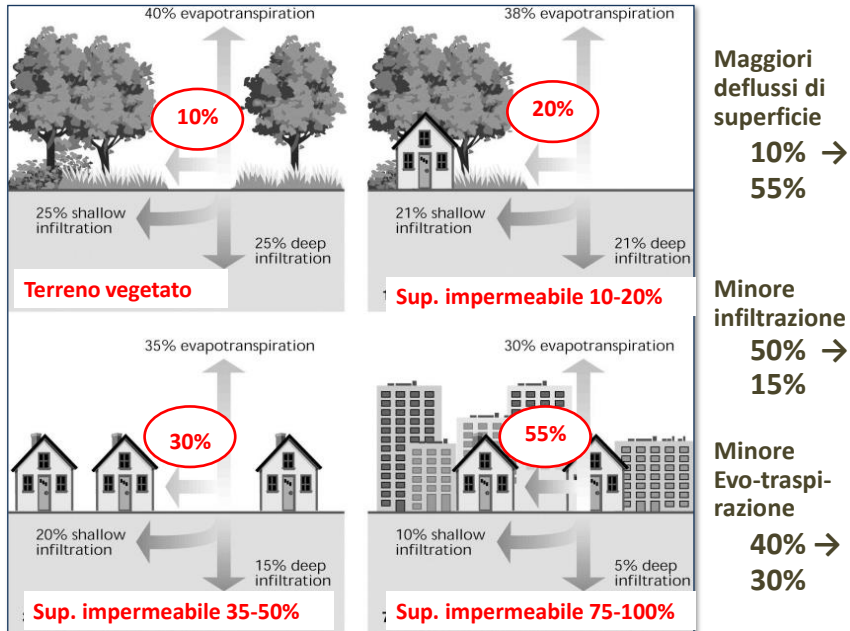 40% evapotranspiration
10%
25% shallow
infiltration
25% deep
infiltration
Terreno vegetato
38% evapotranspiration
20%
21% shallow
infiltration
21% deep
infiltration
Sup. impermeabile 10-20%
35% evapotranspiration
30%
20% shallow
infiltration
15% deep
infiltration
Sup. impermeabile 35-50%
30% evapotranspiration
55%
10% shallow
infiltration
5% deep
infiltration
Sup. impermeabile 75-100%
Maggiori
deflussi di
superficie
10% →
55%
Minore
infiltrazione
50% →
15%
Minore
Evo-traspi-
razione
40% →
30%